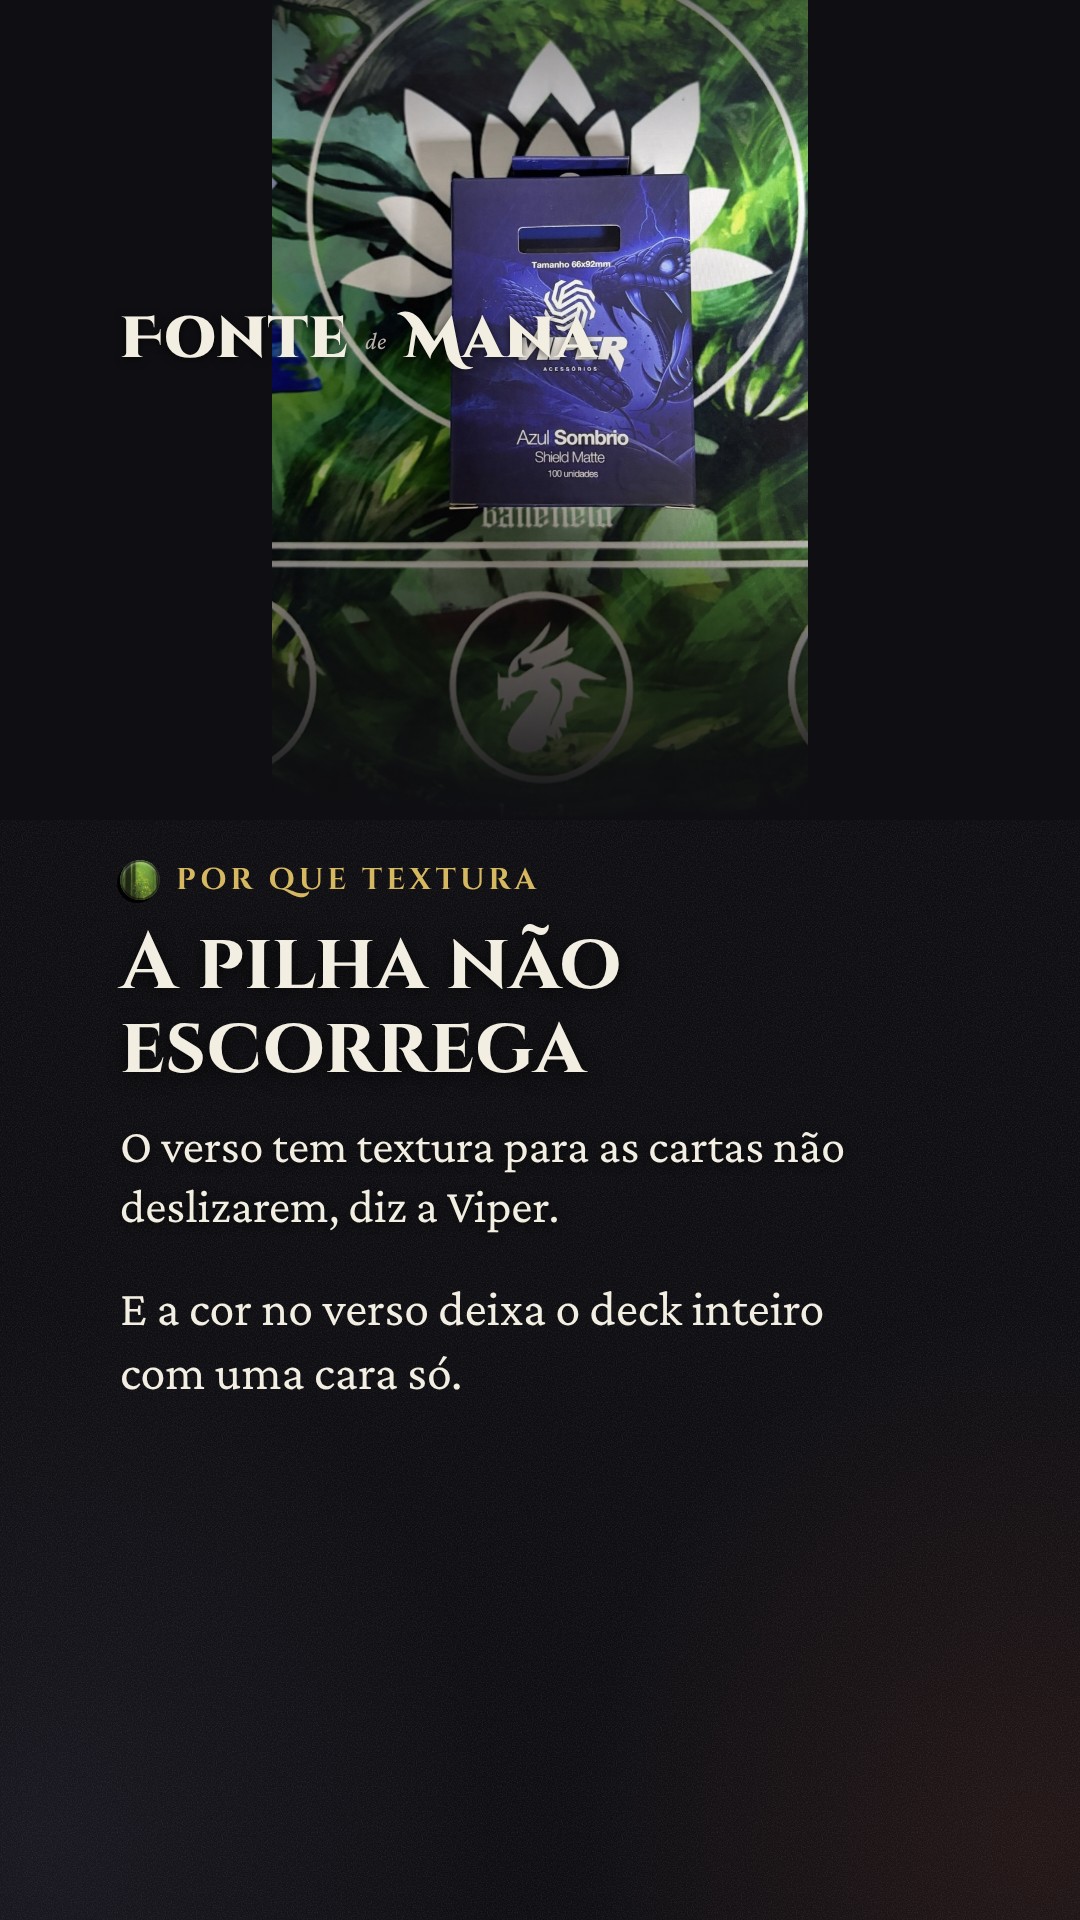 Tamanho 66x92mm
FONTE de MANA
VIPER
ACESSÓRIOS
Azul Sombrio
Shield Matte
100 unidades
Battlefield
POR QUE TEXTURA
A PILHA NÃO
ESCORREGA
O verso tem textura para as cartas não
deslizarem, diz a Viper.
E a cor no verso deixa o deck inteiro
com uma cara só.